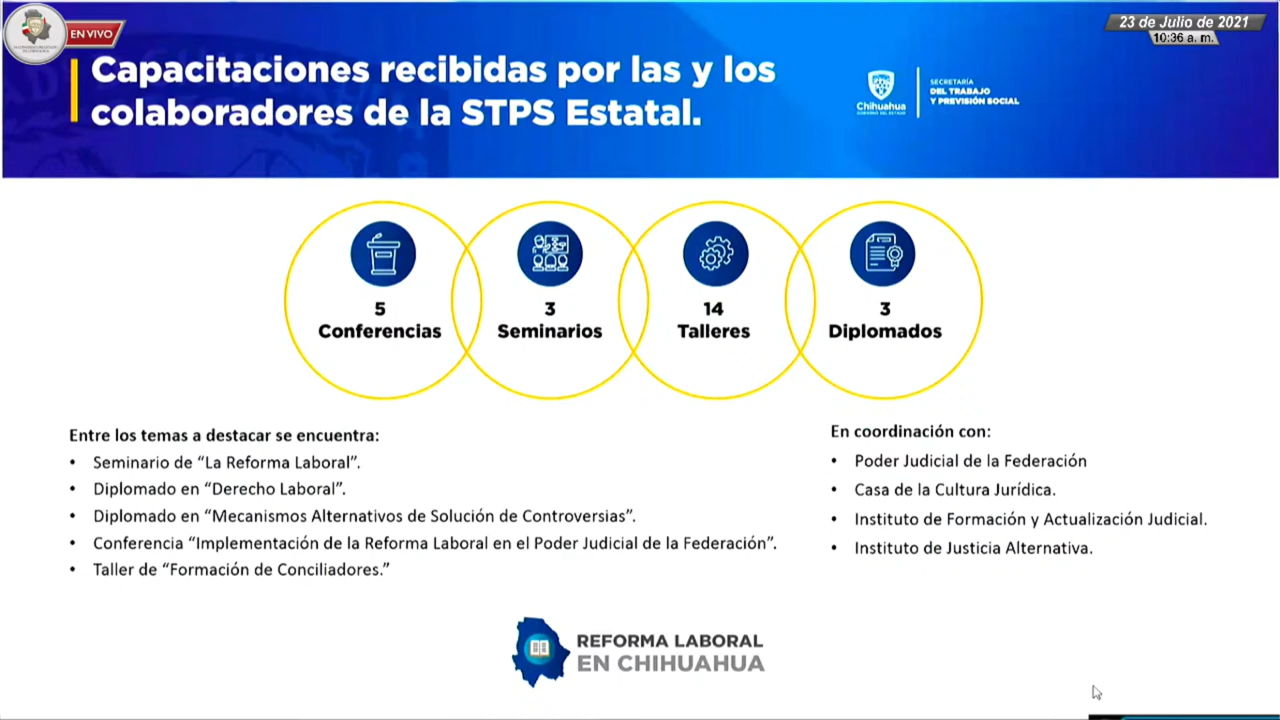 EN VIVO
23 de Julio de 2021
10:36 a. m.
Capacitaciones recibidas por las y los
colaboradores de la STPS Estatal.
Chihuahua
GOBIERNO DEL ESTADO
SECRETARÍA
DEL TRABAJO
Y PREVISIÓN SOCIAL
5
Conferencias
3
Seminarios
14
Talleres
3
Diplomados
Entre los temas a destacar se encuentra:
• Seminario de “La Reforma Laboral”.
• Diplomado en “Derecho Laboral”.
• Diplomado en “Mecanismos Alternativos de Solución de Controversias”.
• Conferencia “Implementación de la Reforma Laboral en el Poder Judicial de la Federación”.
• Taller de “Formación de Conciliadores.”
En coordinación con:
• Poder Judicial de la Federación
• Casa de la Cultura Jurídica.
• Instituto de Formación y Actualización Judicial.
• Instituto de Justicia Alternativa.
REFORMA LABORAL
EN CHIHUAHUA